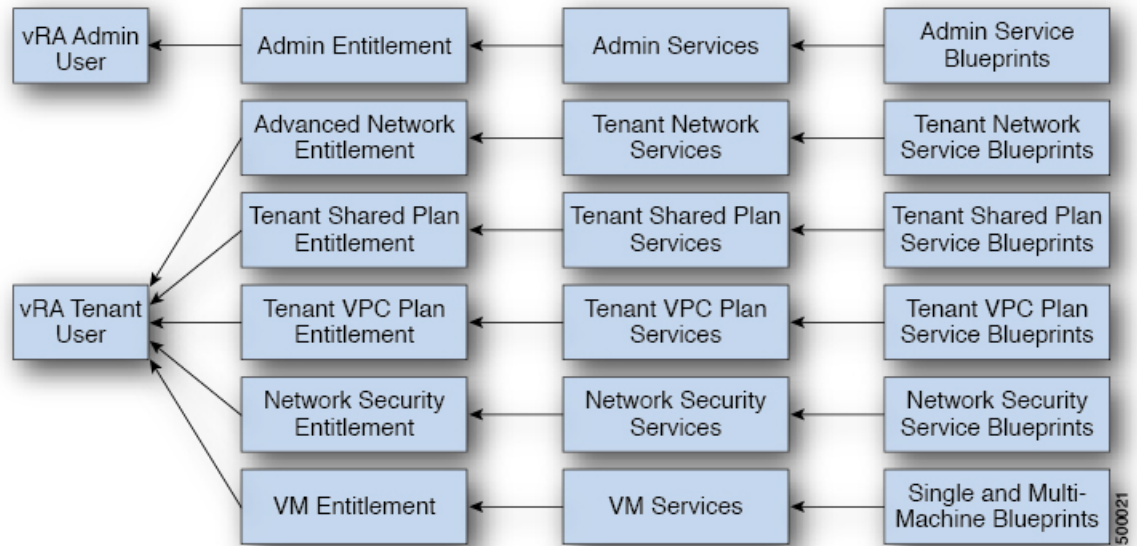 vRA Admin
User
Admin Entitlement
Admin Services
Admin Service
Blueprints
Advanced Network
Entitlement
Tenant Network
Services
Tenant Network
Service Blueprints
Tenant Shared Plan
Entitlement
Tenant Shared Plan
Services
Tenant Shared Plan
Service Blueprints
vRA Tenant
User
Tenant VPC Plan
Entitlement
Tenant VPC Plan
Services
Tenant VPC Plan
Service Blueprints
Network Security
Entitlement
Network Security
Services
Network Security
Service Blueprints
VM Entitlement
VM Services
Single and Multi-
Machine Blueprints
500021